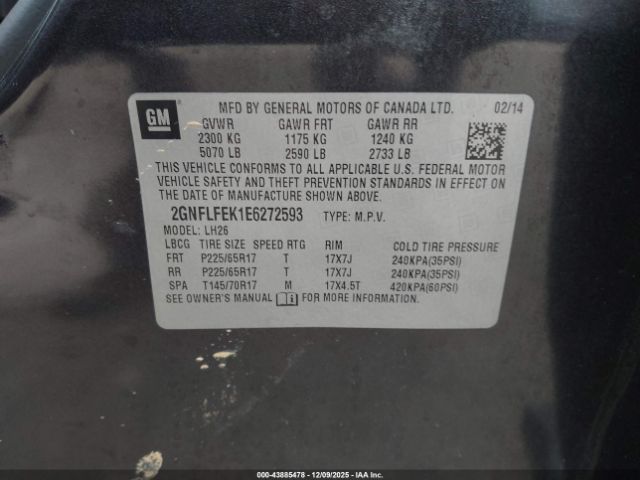 GM
MFD BY GENERAL MOTORS OF CANADA LTD. 02/14
GVWR GAWR FRT GAWR RR
2300 KG 1175 KG 1240 KG
5070 LB 2590 LB 2733 LB
THIS VEHICLE CONFORMS TO ALL APPLICABLE U.S. FEDERAL MOTOR
VEHICLE SAFETY AND THEFT PREVENTION STANDARDS IN EFFECT ON
THE DATE OF MANUFACTURE SHOWN ABOVE.
2GNFLFEK1E6272593 TYPE: M.P.V.
MODEL: LH26
LBCG TIRE SIZE SPEED RTG RIM COLD TIRE PRESSURE
FRT P225/65R17 T 17X7J 240KPA(35PSI)
RR P225/65R17 T 17X7J 240KPA(35PSI)
SPA T145/70R17 M 17X4.5T 420KPA(60PSI)
SEE OWNER'S MANUAL FOR MORE INFORMATION.
000-43885478 - 12/09/2025 - IAAI.COM